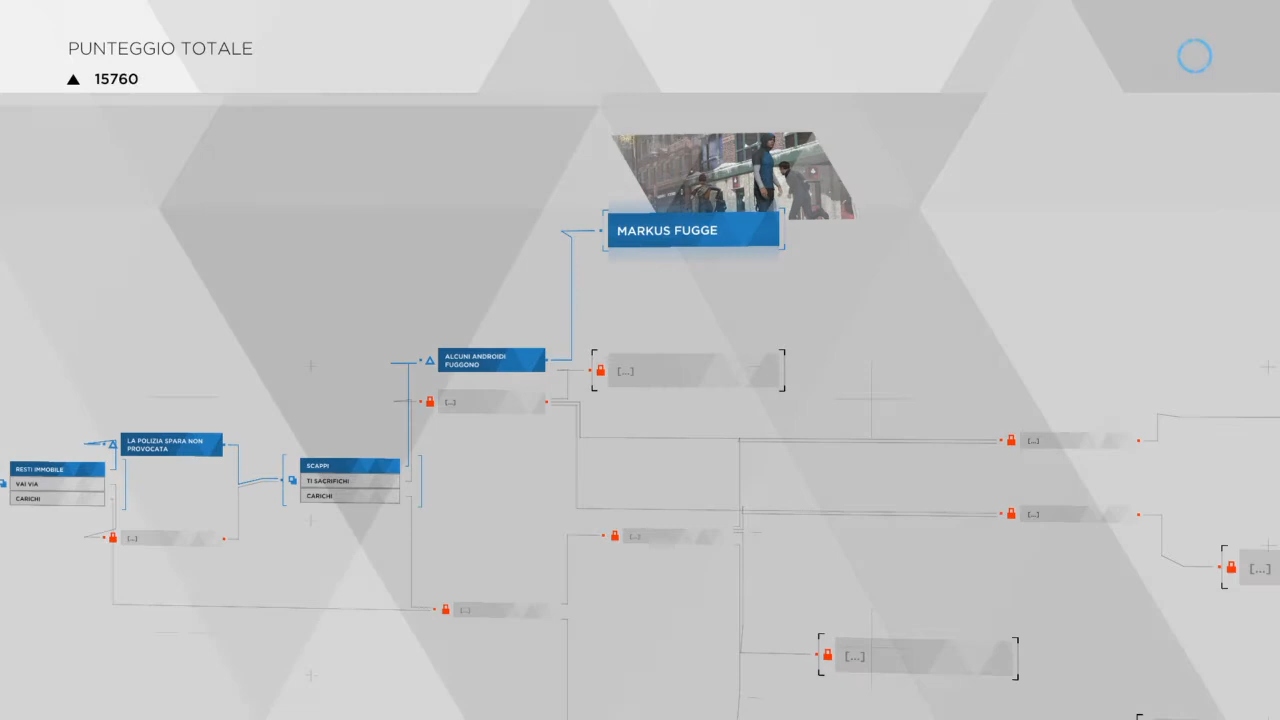 PUNTEGGIO TOTALE
15760
MARKUS FUGGE
ALCUNI ANDROIDI
FUGGONO
[...]
[...]
LA POLIZIA SPARA NON
PROVOCATA
[...]
RESTI IMMOBILE
VAI VIA
CARICHI
SCAPPI
TI SACRIFICHI
CARICHI
[...]
[...]
[...]
[...]
[...]
[...]